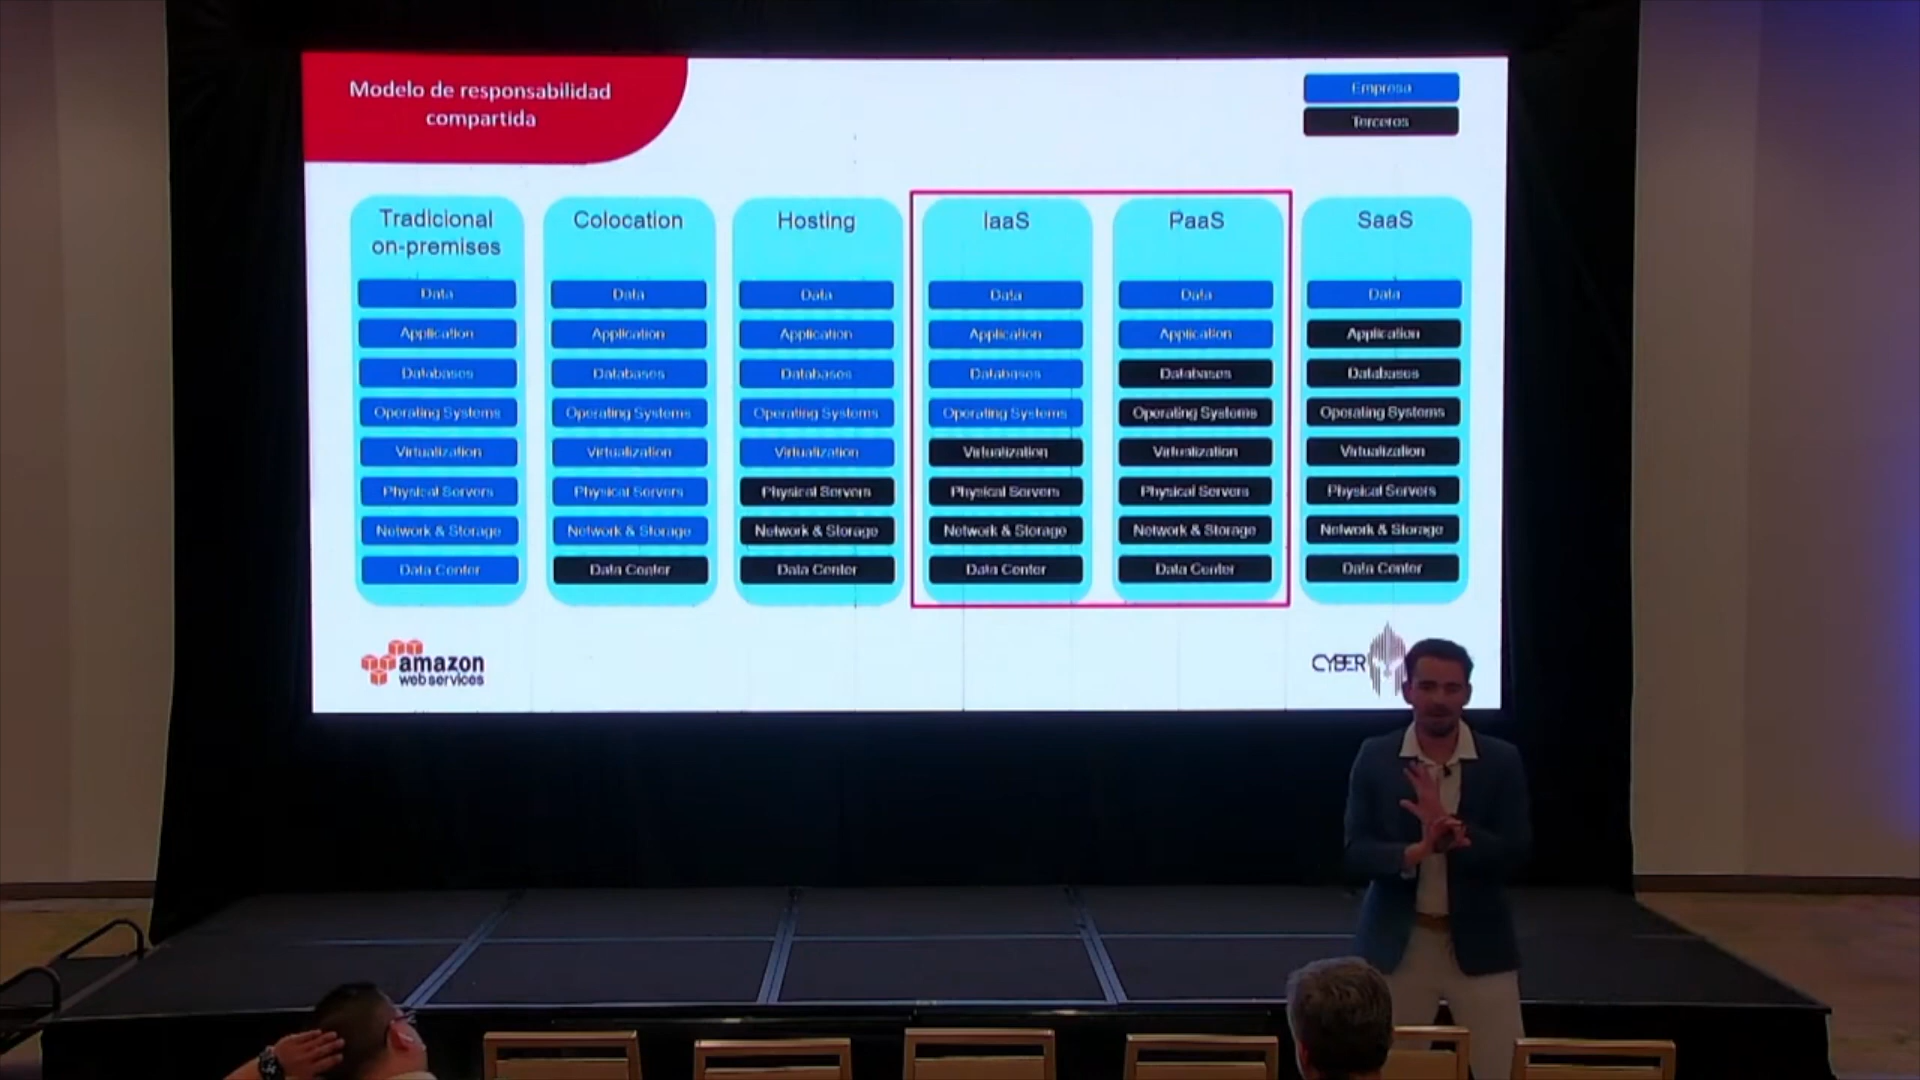 Modelo de responsabilidad
compartida
Empresa
Terceros
Tradicional
on-premises
Data
Application
Databases
Operating Systems
Virtualization
Physical Servers
Network & Storage
Data Center
Colocation
Data
Application
Databases
Operating Systems
Virtualization
Physical Servers
Network & Storage
Data Center
Hosting
Data
Application
Databases
Operating Systems
Virtualization
Physical Servers
Network & Storage
Data Center
IaaS
Data
Application
Databases
Operating Systems
Virtualization
Physical Servers
Network & Storage
Data Center
PaaS
Data
Application
Databases
Operating Systems
Virtualization
Physical Servers
Network & Storage
Data Center
SaaS
Data
Application
Databases
Operating Systems
Virtualization
Physical Servers
Network & Storage
Data Center
amazon
web services
CYBER